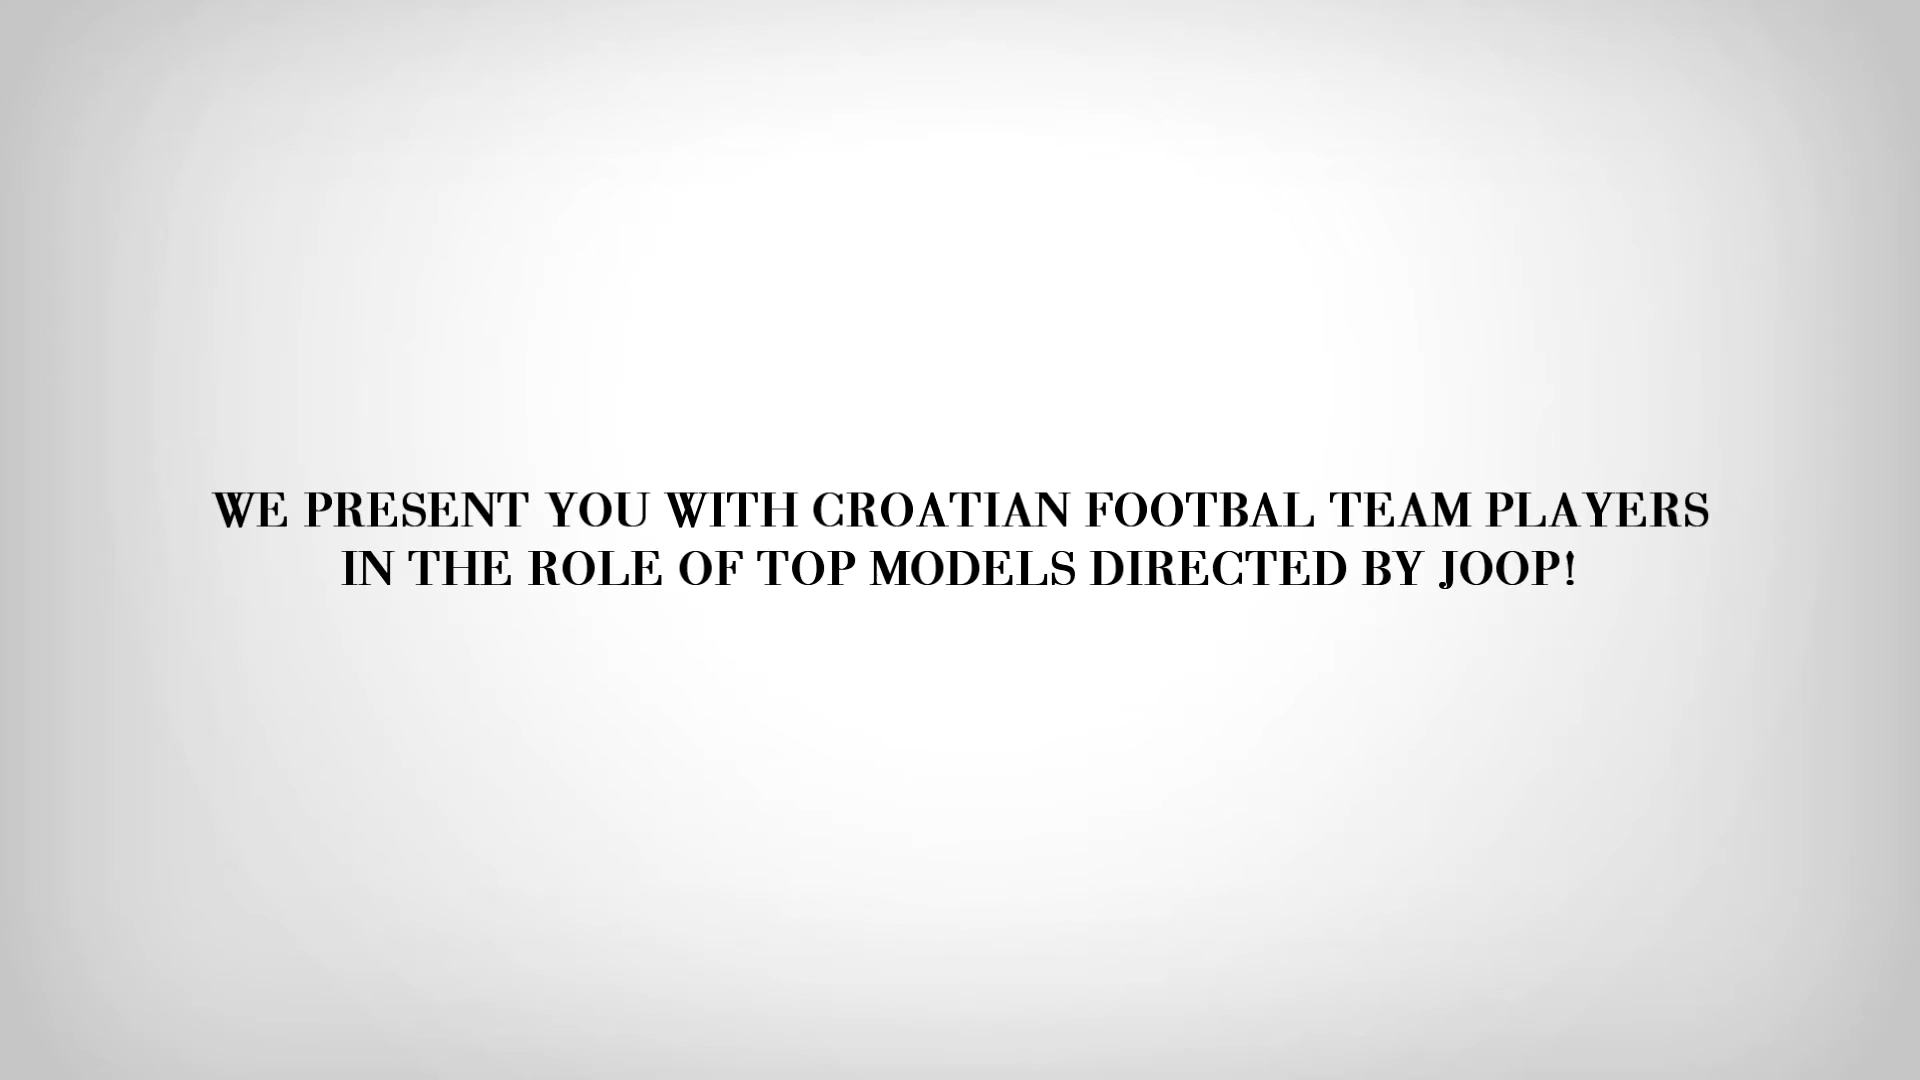 WE PRESENT YOU WITH CROATIAN FOOTBAL TEAM PLAYERS
IN THE ROLE OF TOP MODELS DIRECTED BY JOOP!